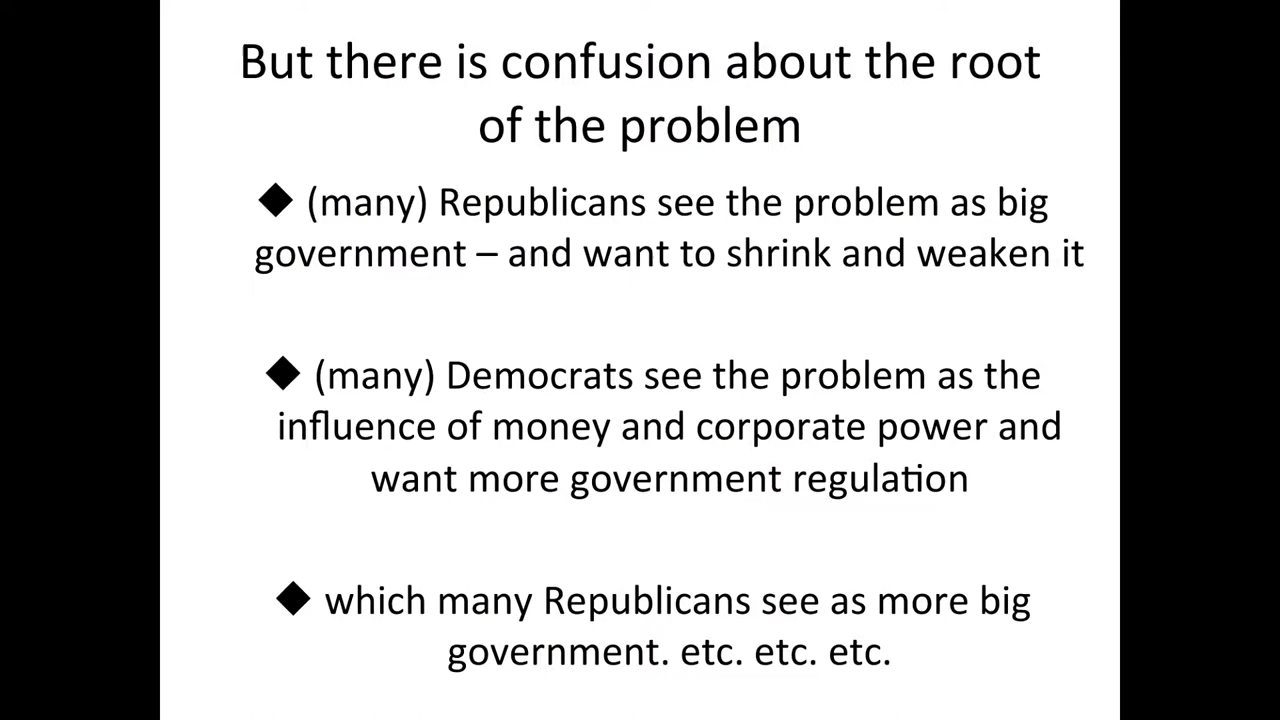 But there is confusion about the root
of the problem
◆ (many) Republicans see the problem as big
government – and want to shrink and weaken it
◆ (many) Democrats see the problem as the
influence of money and corporate power and
want more government regulation
◆ which many Republicans see as more big
government. etc. etc. etc.